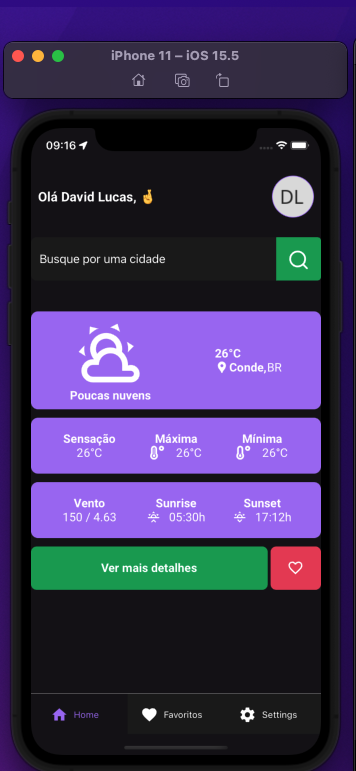 iPhone 11 – iOS 15.5
09:16
Olá David Lucas, 🤞
DL
Busque por uma cidade
26°C
Conde,BR
Poucas nuvens
Sensação Máxima Mínima
26°C 26°C 26°C
Vento Sunrise Sunset
150 / 4.63 05:30h 17:12h
Ver mais detalhes
Home Favoritos Settings